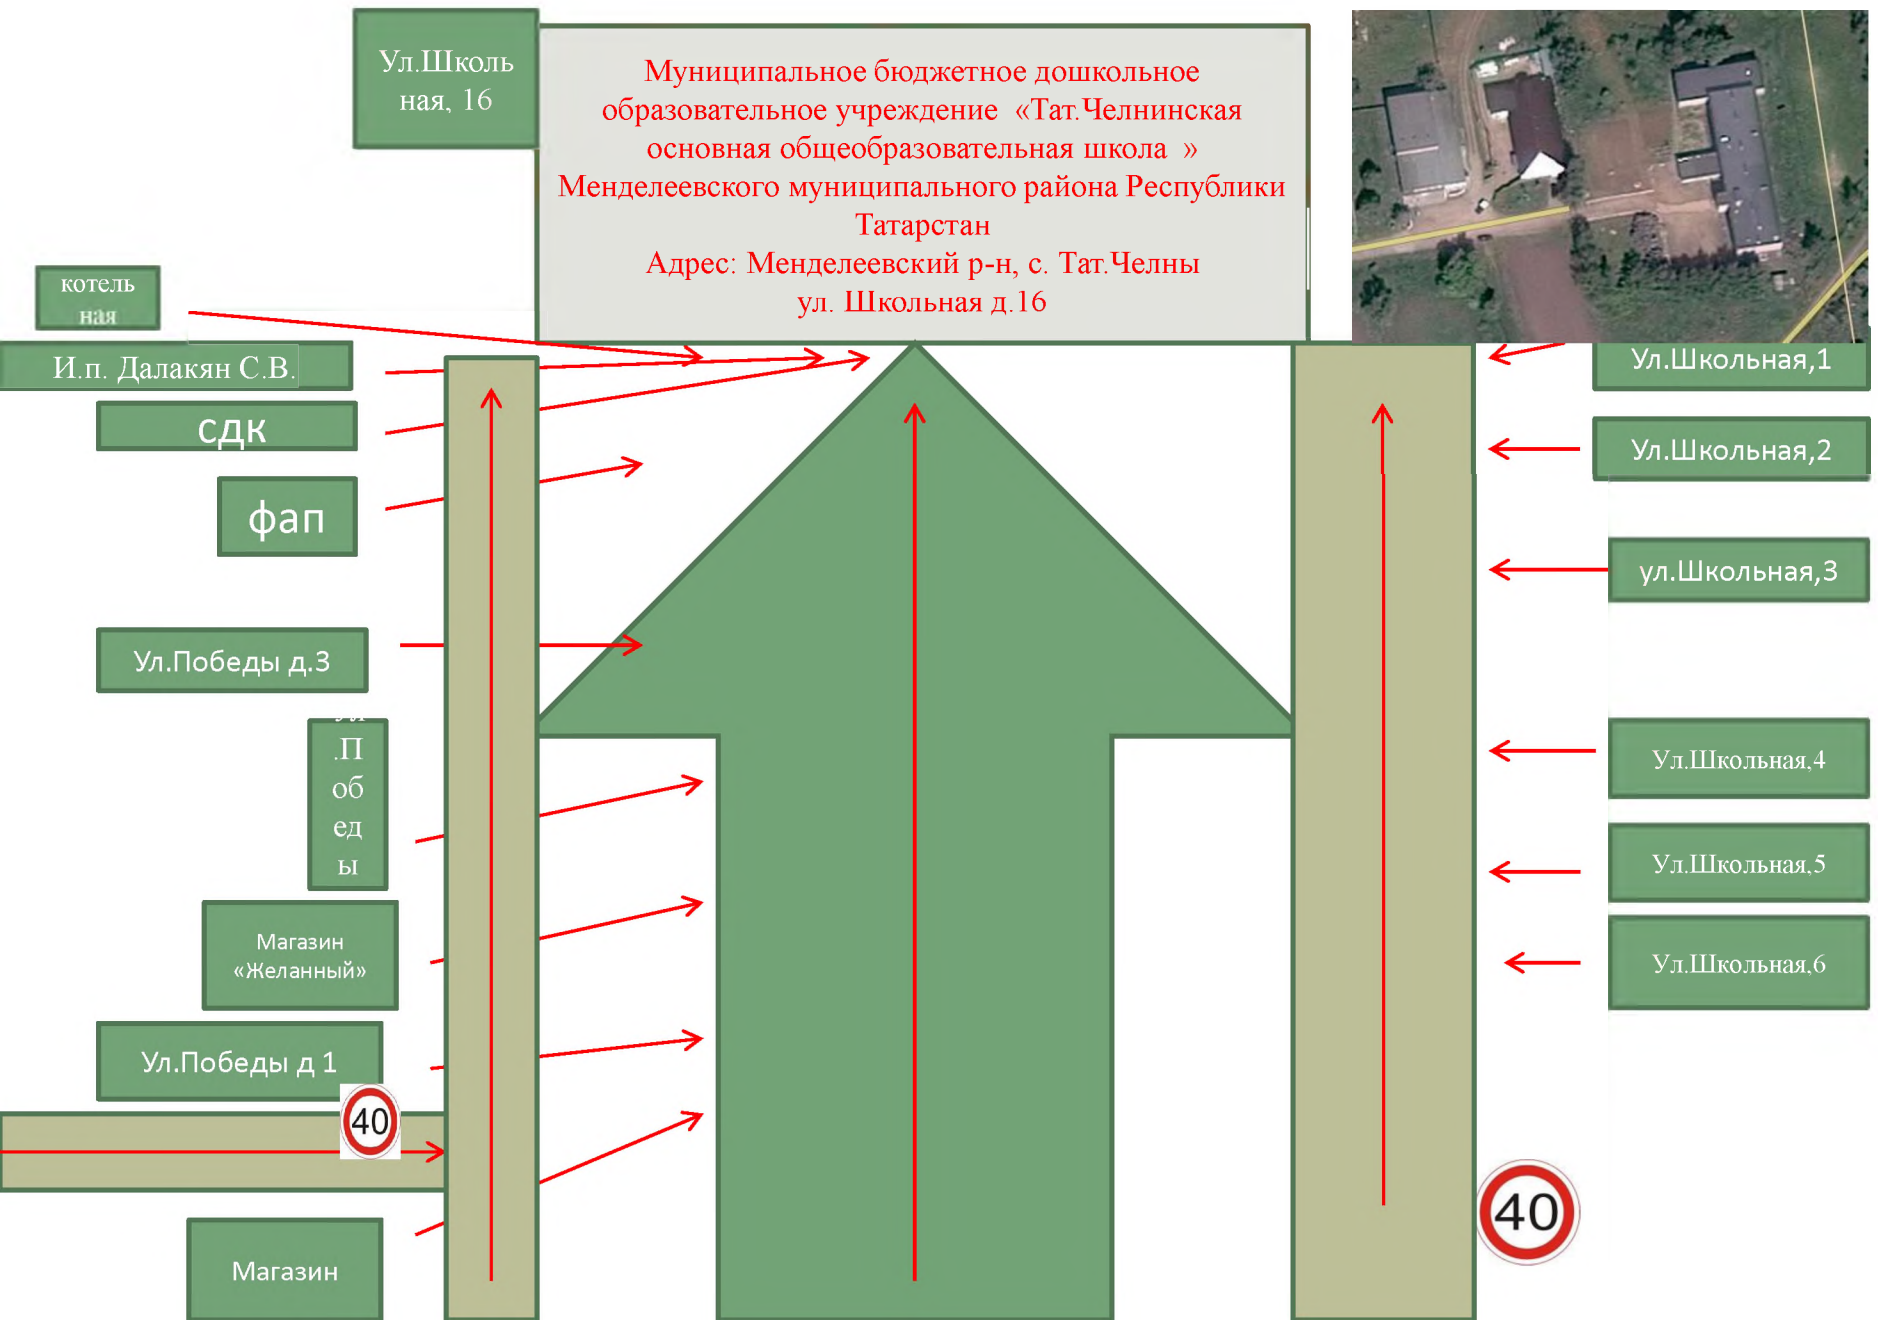 Ул.Школь
ная, 16
Муниципальное бюджетное дошкольное
образовательное учреждение «Тат.Челнинская
основная общеобразовательная школа »
Менделеевского муниципального района Республики
Татарстан
Адрес: Менделеевский р-н, с. Тат.Челны
ул. Школьная д.16
котель
ная
И.п. Далакян С.В.
сдк
фап
Ул.Победы д.3
.П
об
ед
ы
Магазин
«Желанный»
Ул.Победы д 1
40
Магазин
Ул.Школьная,1
Ул.Школьная,2
ул.Школьная,3
Ул.Школьная,4
Ул.Школьная,5
Ул.Школьная,6
40